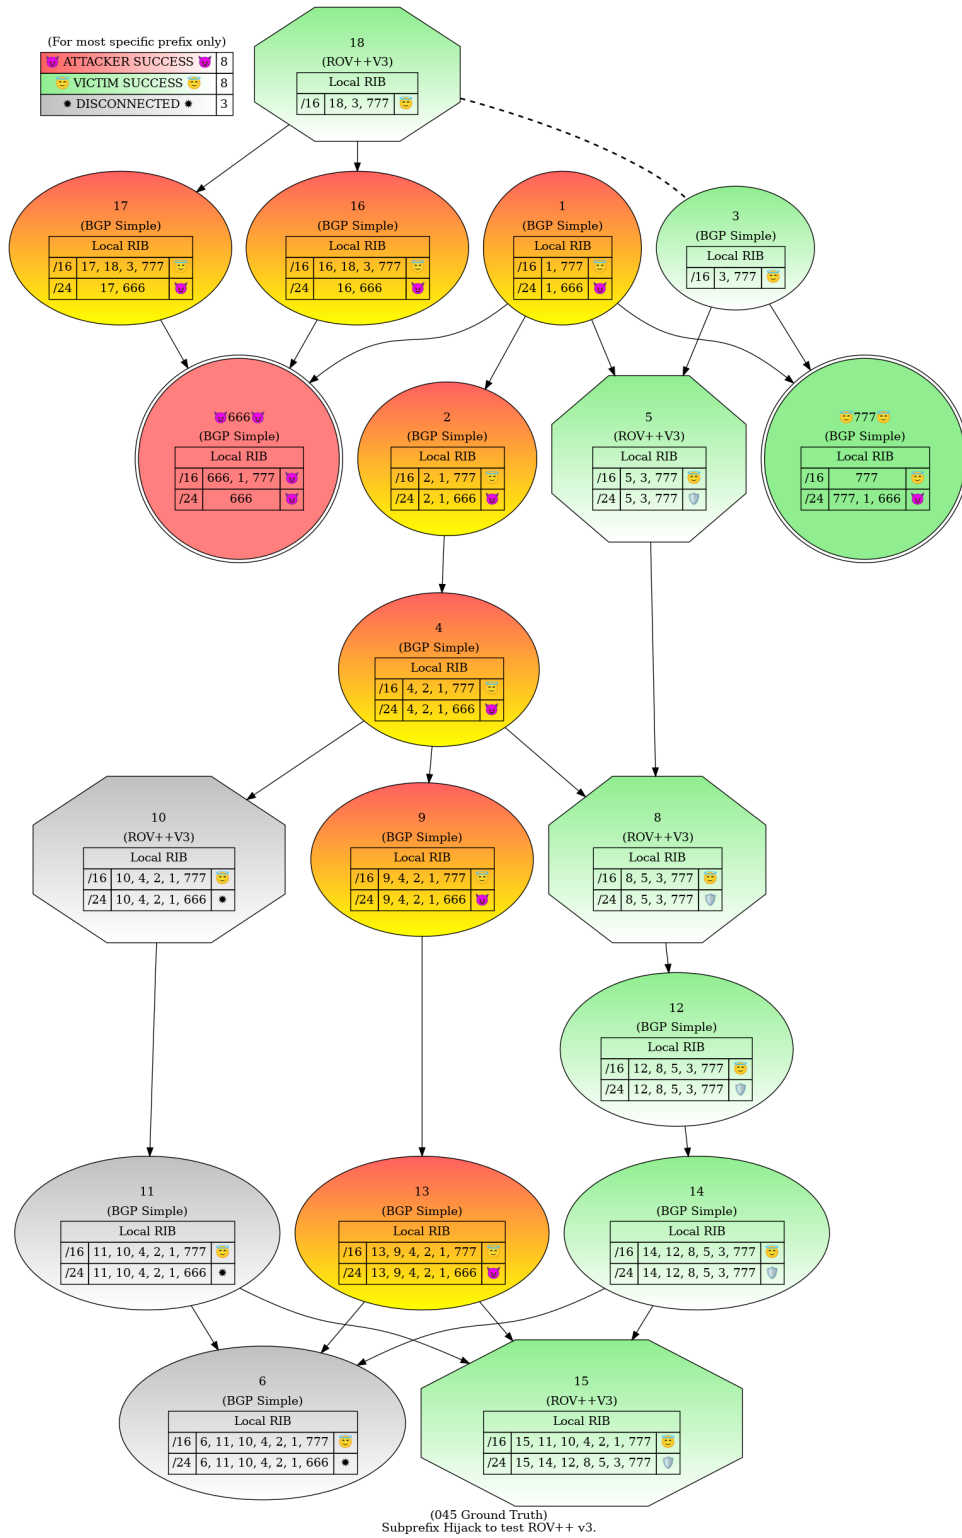 (For most specific prefix only)
😈 ATTACKER SUCCESS 😈 8
😇 VICTIM SUCCESS 😇 8
✹ DISCONNECTED ✹ 3
18
(ROV++V3)
Local RIB
/16 18, 3, 777 😇
17
(BGP Simple)
Local RIB
/16 17, 18, 3, 777 😇
/24 17, 666 😈
16
(BGP Simple)
Local RIB
/16 16, 18, 3, 777 😇
/24 16, 666 😈
1
(BGP Simple)
Local RIB
/16 1, 777 😇
/24 1, 666 😈
3
(BGP Simple)
Local RIB
/16 3, 777 😇
😈666😈
(BGP Simple)
Local RIB
/16 666, 1, 777 😈
/24 666 😈
2
(BGP Simple)
Local RIB
/16 2, 1, 777 😇
/24 2, 1, 666 😈
5
(ROV++V3)
Local RIB
/16 5, 3, 777 😇
/24 5, 3, 777 🛡️
😇777😇
(BGP Simple)
Local RIB
/16 777 😇
/24 777, 1, 666 😈
4
(BGP Simple)
Local RIB
/16 4, 2, 1, 777 😇
/24 4, 2, 1, 666 😈
10
(ROV++V3)
Local RIB
/16 10, 4, 2, 1, 777 😇
/24 10, 4, 2, 1, 666 ✹
9
(BGP Simple)
Local RIB
/16 9, 4, 2, 1, 777 😇
/24 9, 4, 2, 1, 666 😈
8
(ROV++V3)
Local RIB
/16 8, 5, 3, 777 😇
/24 8, 5, 3, 777 🛡️
12
(BGP Simple)
Local RIB
/16 12, 8, 5, 3, 777 😇
/24 12, 8, 5, 3, 777 🛡️
11
(BGP Simple)
Local RIB
/16 11, 10, 4, 2, 1, 777 😇
/24 11, 10, 4, 2, 1, 666 ✹
13
(BGP Simple)
Local RIB
/16 13, 9, 4, 2, 1, 777 😇
/24 13, 9, 4, 2, 1, 666 😈
14
(BGP Simple)
Local RIB
/16 14, 12, 8, 5, 3, 777 😇
/24 14, 12, 8, 5, 3, 777 🛡️
6
(BGP Simple)
Local RIB
/16 6, 11, 10, 4, 2, 1, 777 😇
/24 6, 11, 10, 4, 2, 1, 666 ✹
15
(ROV++V3)
Local RIB
/16 15, 11, 10, 4, 2, 1, 777 😇
/24 15, 14, 12, 8, 5, 3, 777 🛡️
(045 Ground Truth)
Subprefix Hijack to test ROV++ v3.